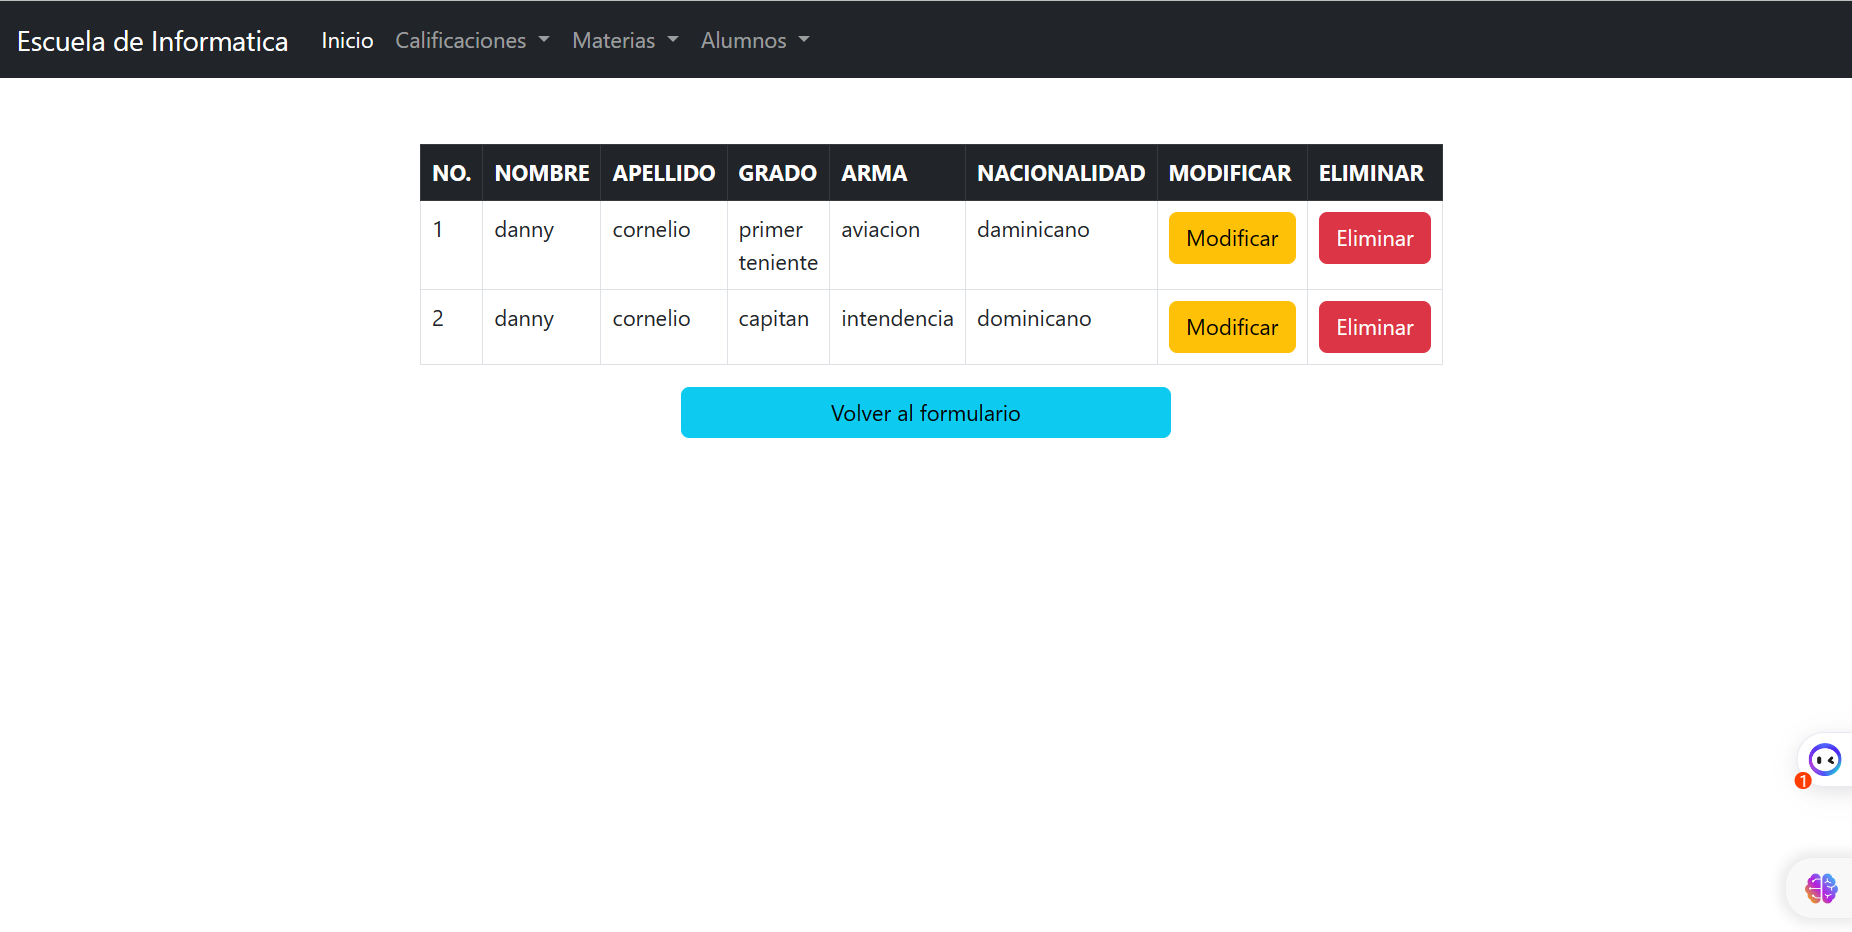 Escuela de Informatica Inicio Calificaciones Materias Alumnos
NO. NOMBRE APELLIDO GRADO ARMA NACIONALIDAD MODIFICAR ELIMINAR
1 danny cornelio primer teniente aviacion daminicano Modificar Eliminar
2 danny cornelio capitan intendencia dominicano Modificar Eliminar
Volver al formulario
1